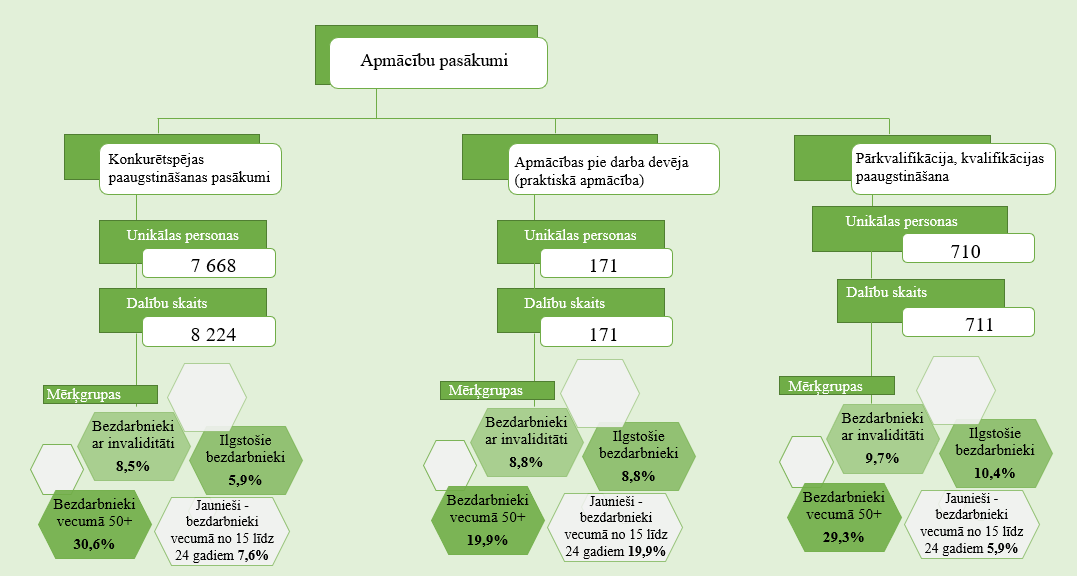 Apmācību pasākumi
Konkurētspējas
paaugstināšanas pasākumi
Unikālas personas
7 668
Dalību skaits
8 224
Mērķgrupas
Bezdarbnieki
ar invaliditāti
8,5%
Ilgstošie
bezdarbnieki
5,9%
Bezdarbnieki
vecumā 50+
30,6%
Jaunieši -
bezdarbnieki
vecumā no 15 līdz
24 gadiem 7,6%
Apmācības pie darba devēja
(praktiskā apmācība)
Unikālas personas
171
Dalību skaits
171
Mērķgrupas
Bezdarbnieki
ar invaliditāti
8,8%
Ilgstošie
bezdarbnieki
8,8%
Bezdarbnieki
vecumā 50+
19,9%
Jaunieši -
bezdarbnieki
vecumā no 15 līdz
24 gadiem 19,9%
Pārkvalifikācija, kvalifikācijas
paaugstināšana
Unikālas personas
710
Dalību skaits
711
Mērķgrupas
Bezdarbnieki
ar invaliditāti
9,7%
Ilgstošie
bezdarbnieki
10,4%
Bezdarbnieki
vecumā 50+
29,3%
Jaunieši -
bezdarbnieki
vecumā no 15 līdz
24 gadiem 5,9%